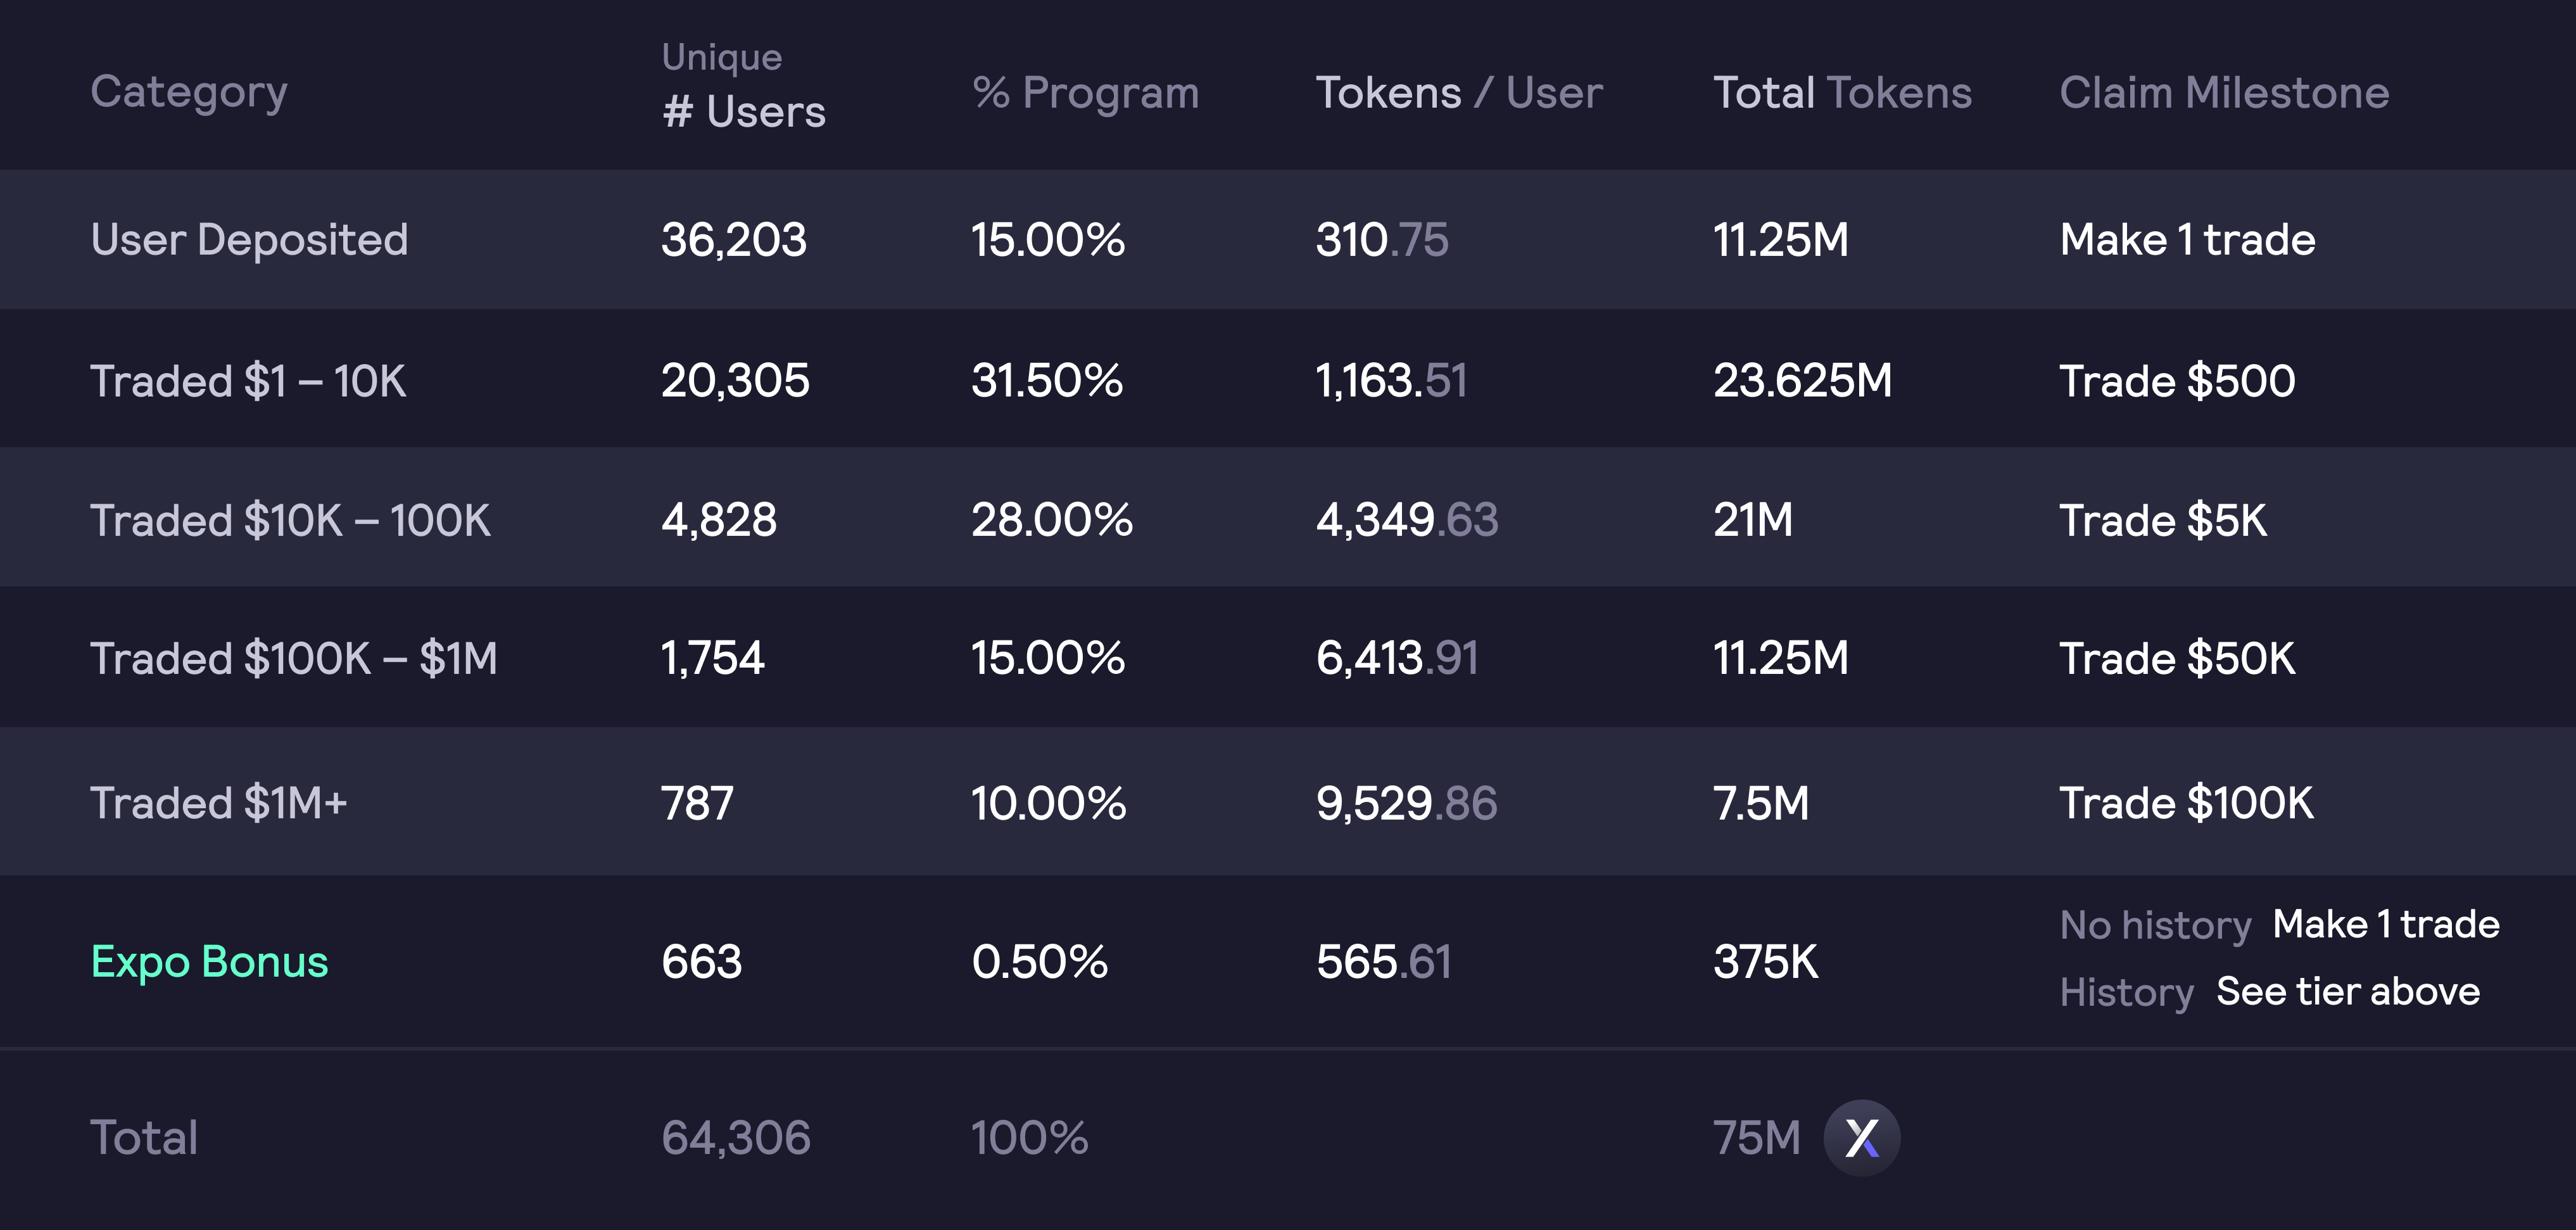 Category Unique # Users % Program Tokens / User Total Tokens Claim Milestone
User Deposited 36,203 15.00% 310.75 11.25M Make 1 trade
Traded $1 – 10K 20,305 31.50% 1,163.51 23.625M Trade $500
Traded $10K – 100K 4,828 28.00% 4,349.63 21M Trade $5K
Traded $100K – $1M 1,754 15.00% 6,413.91 11.25M Trade $50K
Traded $1M+ 787 10.00% 9,529.86 7.5M Trade $100K
Expo Bonus 663 0.50% 565.61 375K No history Make 1 trade
History See tier above
Total 64,306 100% 75M